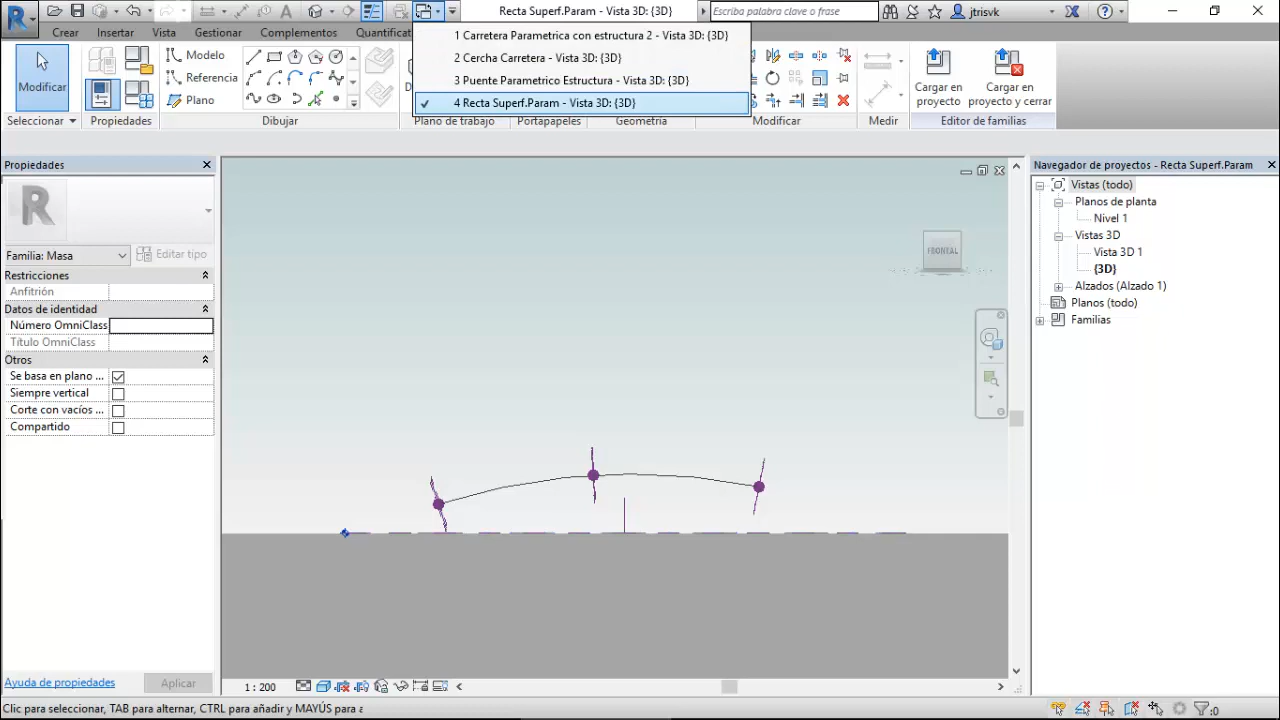 Recta Superf.Param - Vista 3D: {3D}
Escriba palabra clave o frase
jtrisvk
Crear
Insertar
Vista
Gestionar
Complementos
Cuantificat
1 Carretera Parametrica con estructura 2 - Vista 3D: {3D}
2 Cercha Carretera - Vista 3D: {3D}
3 Puente Parametrico Estructura - Vista 3D: {3D}
4 Recta Superf.Param - Vista 3D: {3D}
Modificar
Modelo
Referencia
Plano
Cargar en
proyecto
Cargar en
proyecto y cerrar
Seleccionar
Propiedades
Dibujar
Plano de trabajo
Portapapeles
Geometría
Modificar
Medir
Editor de familias
Propiedades
Familia: Masa
Editar tipo
Restricciones
Anfitrión
Datos de identidad
Número OmniClass
Título OmniClass
Otros
Se basa en plano ...
Siempre vertical
Corte con vacíos ...
Compartido
Ayuda de propiedades
Aplicar
FRONTAL
Navegador de proyectos - Recta Superf.Param
Vistas (todo)
Planos de planta
Nivel 1
Vistas 3D
Vista 3D 1
{3D}
Alzados (Alzado 1)
Planos (todo)
Familias
1 : 200
Clic para seleccionar, TAB para alternar, CTRL para añadir y MAYÚS para a
:0